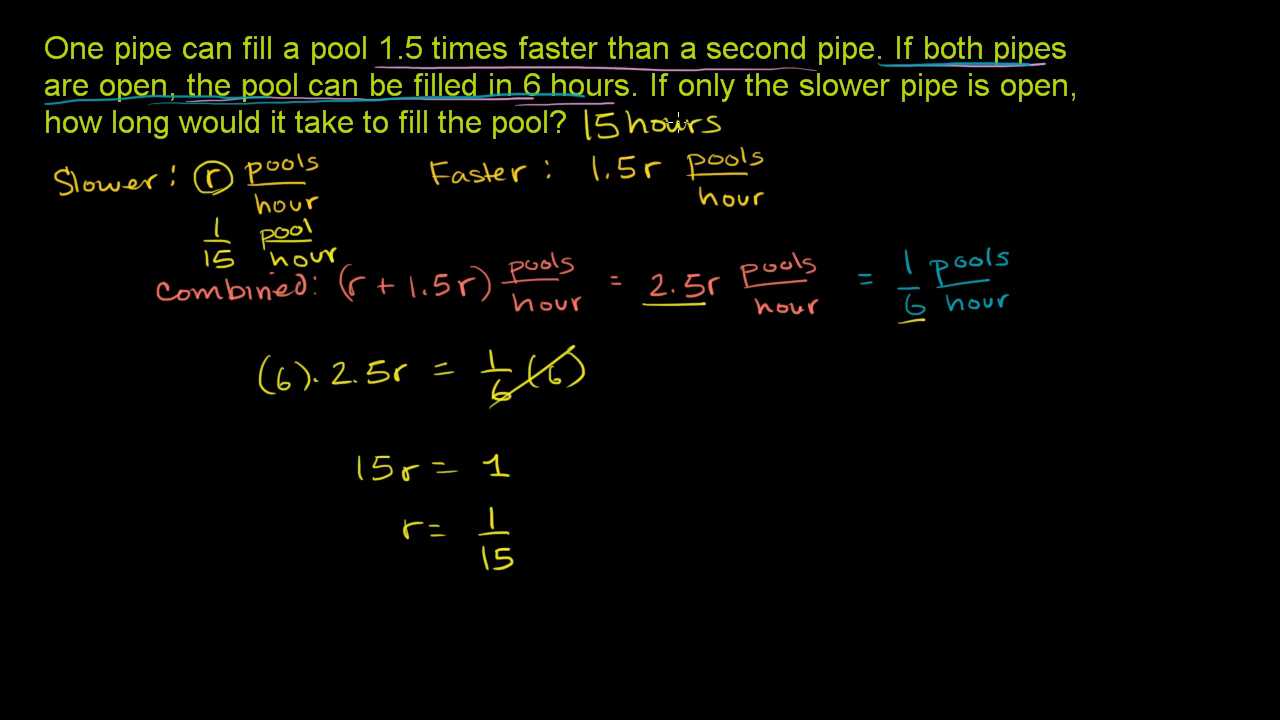 One pipe can fill a pool 1.5 times faster than a second pipe. If both pipes
are open, the pool can be filled in 6 hours. If only the slower pipe is open,
how long would it take to fill the pool? 15 hours
Slower: r pools/hour Faster: 1.5r pools/hour
1/15 pool/hour
Combined: (r + 1.5r) pools/hour = 2.5r pools/hour = 1/6 pools/hour
(6). 2.5r = 1/6 (6)
15r = 1
r = 1/15